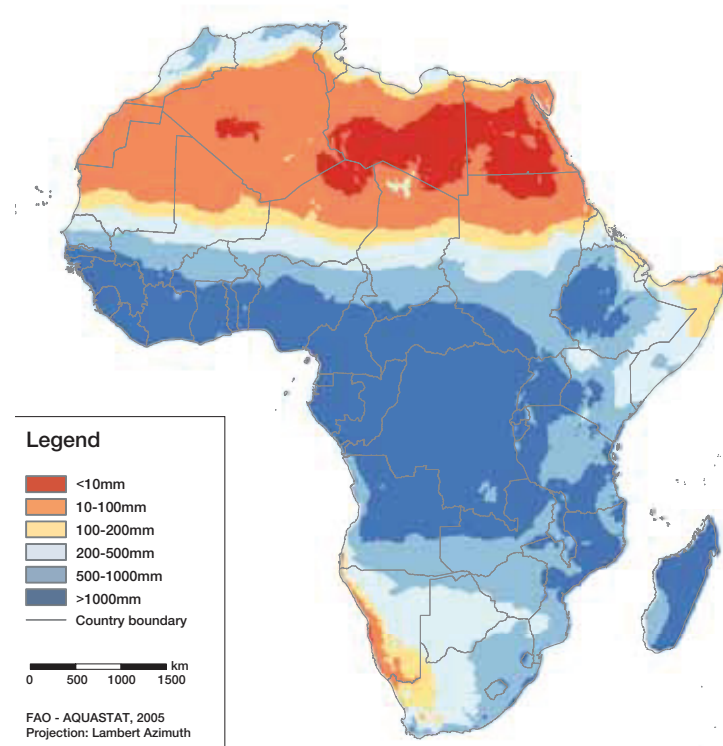 Legend
<10mm
10-100mm
100-200mm
200-500mm
500-1000mm
>1000mm
Country boundary
km
0 500 1000 1500
FAO - AQUASTAT, 2005
Projection: Lambert Azimuth